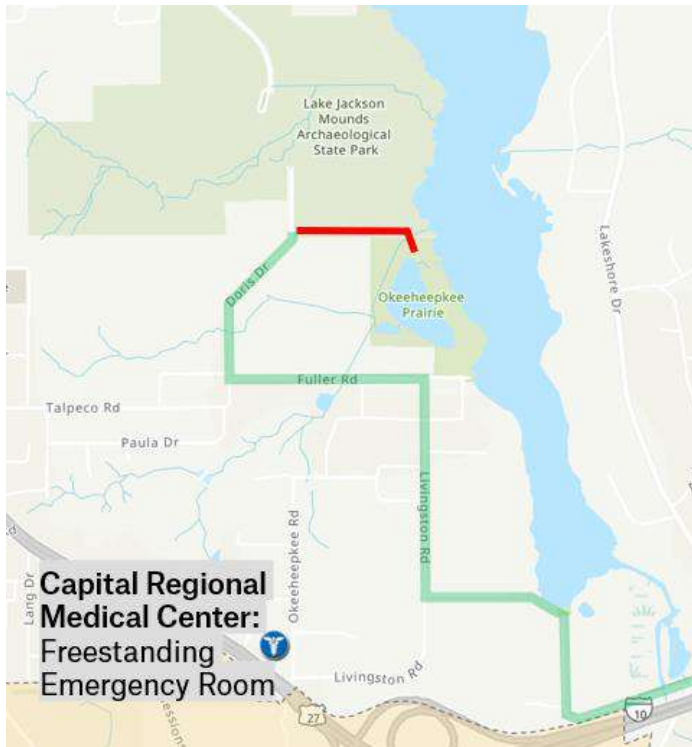 Lake Jackson
Mounds
Archaeological
State Park
Lakeshore Dr
Doris Dr
Okeeheepkee
Prairie
Fuller Rd
Talpeco Rd
Paula Dr
Livingston Rd
Okeeheepkee Rd
Lang Dr
Capital Regional
Medical Center:
Freestanding
Emergency Room
Livingston Rd
27
10